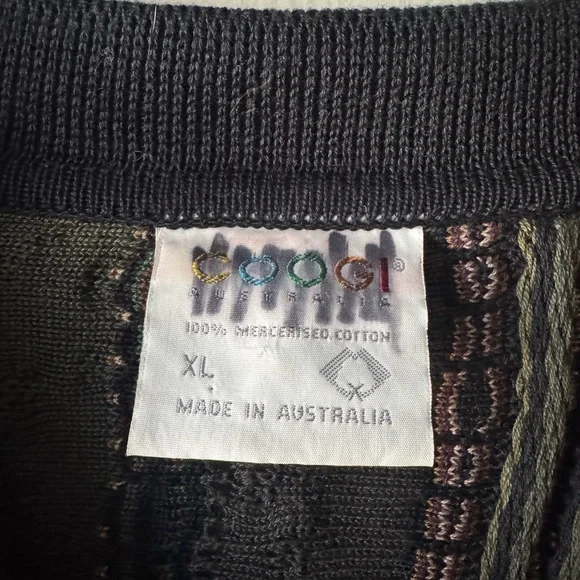 COOGI®
AUSTRALIA
100% MERCERISED COTTON
XL
MADE IN AUSTRALIA